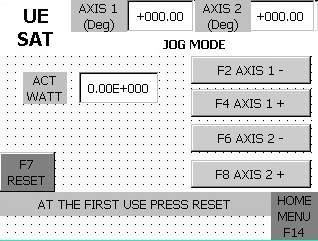 UE
SAT
AXIS 1
(Deg)
+000.00
AXIS 2
(Deg)
+000.00
JOG MODE
ACT
WATT
0.00E+000
F2 AXIS 1 -
F4 AXIS 1 +
F6 AXIS 2 -
F8 AXIS 2 +
F7
RESET
AT THE FIRST USE PRESS RESET
HOME
MENU
F14